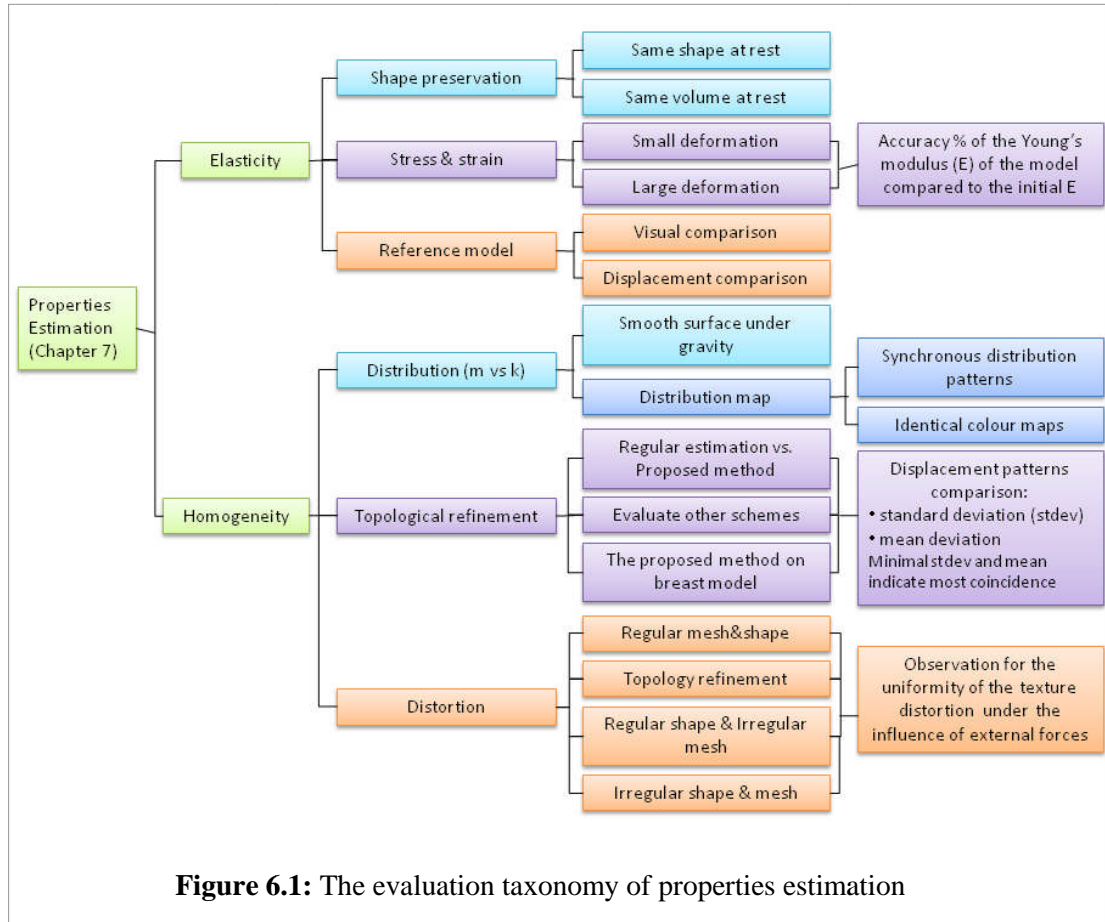 Properties
Estimation
(Chapter 7)
Elasticity
Shape preservation
Same shape at rest
Same volume at rest
Stress & strain
Small deformation
Large deformation
Accuracy % of the Young's
modulus (E) of the model
compared to the initial E
Reference model
Visual comparison
Displacement comparison
Homogeneity
Distribution (m vs k)
Smooth surface under
gravity
Distribution map
Synchronous distribution
patterns
Identical colour maps
Topological refinement
Regular estimation vs.
Proposed method
Evaluate other schemes
The proposed method on
breast model
Displacement patterns
comparison:
• standard deviation (stdev)
• mean deviation
Minimal stdev and mean
indicate most coincidence
Distortion
Regular mesh&shape
Topology refinement
Regular shape & Irregular
mesh
Irregular shape & mesh
Observation for the
uniformity of the texture
distortion under the
influence of external forces
Figure 6.1: The evaluation taxonomy of properties estimation